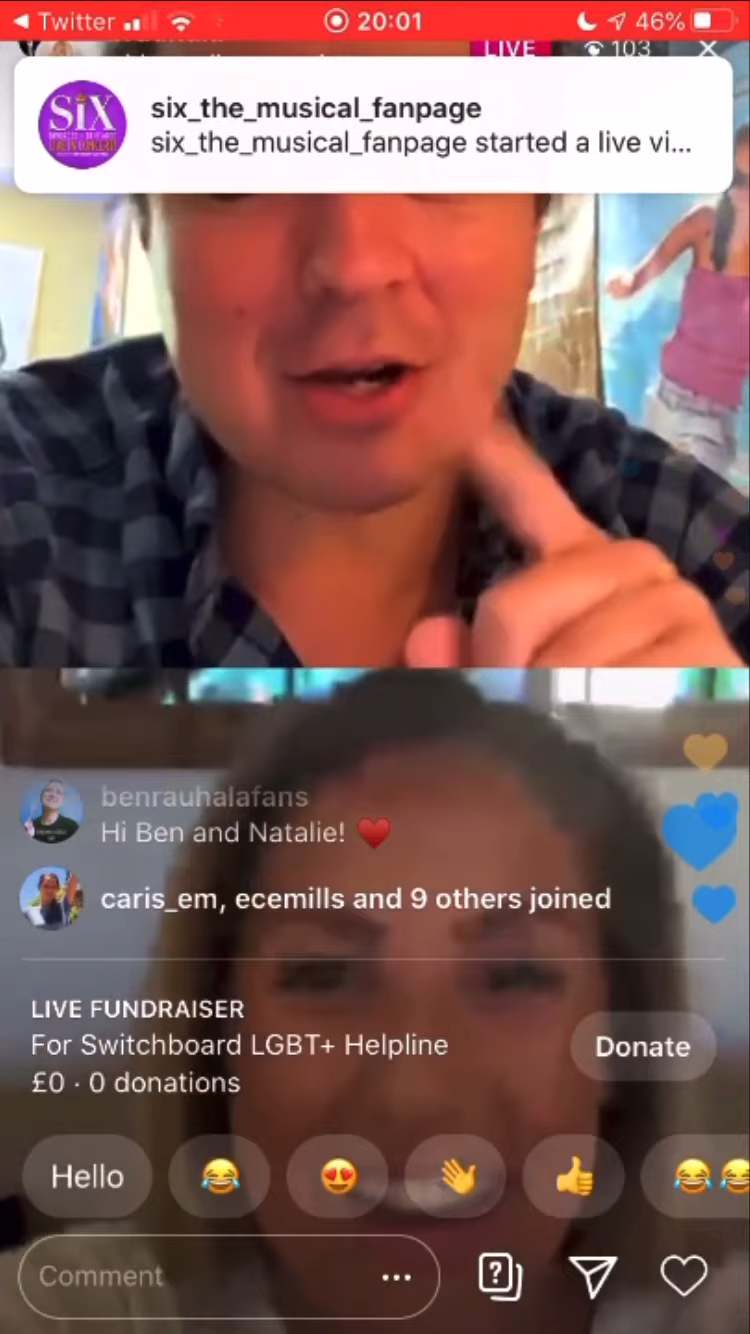 Twitter
20:01
46%
LIVE
103
SIX
six_the_musical_fanpage
six_the_musical_fanpage started a live vi...
benrauhalafans
Hi Ben and Natalie! ♥️
caris_em, ecemills and 9 others joined
LIVE FUNDRAISER
For Switchboard LGBT+ Helpline
Donate
£0 · 0 donations
Hello 😂 😍 👋 👍 😂 😂
Comment